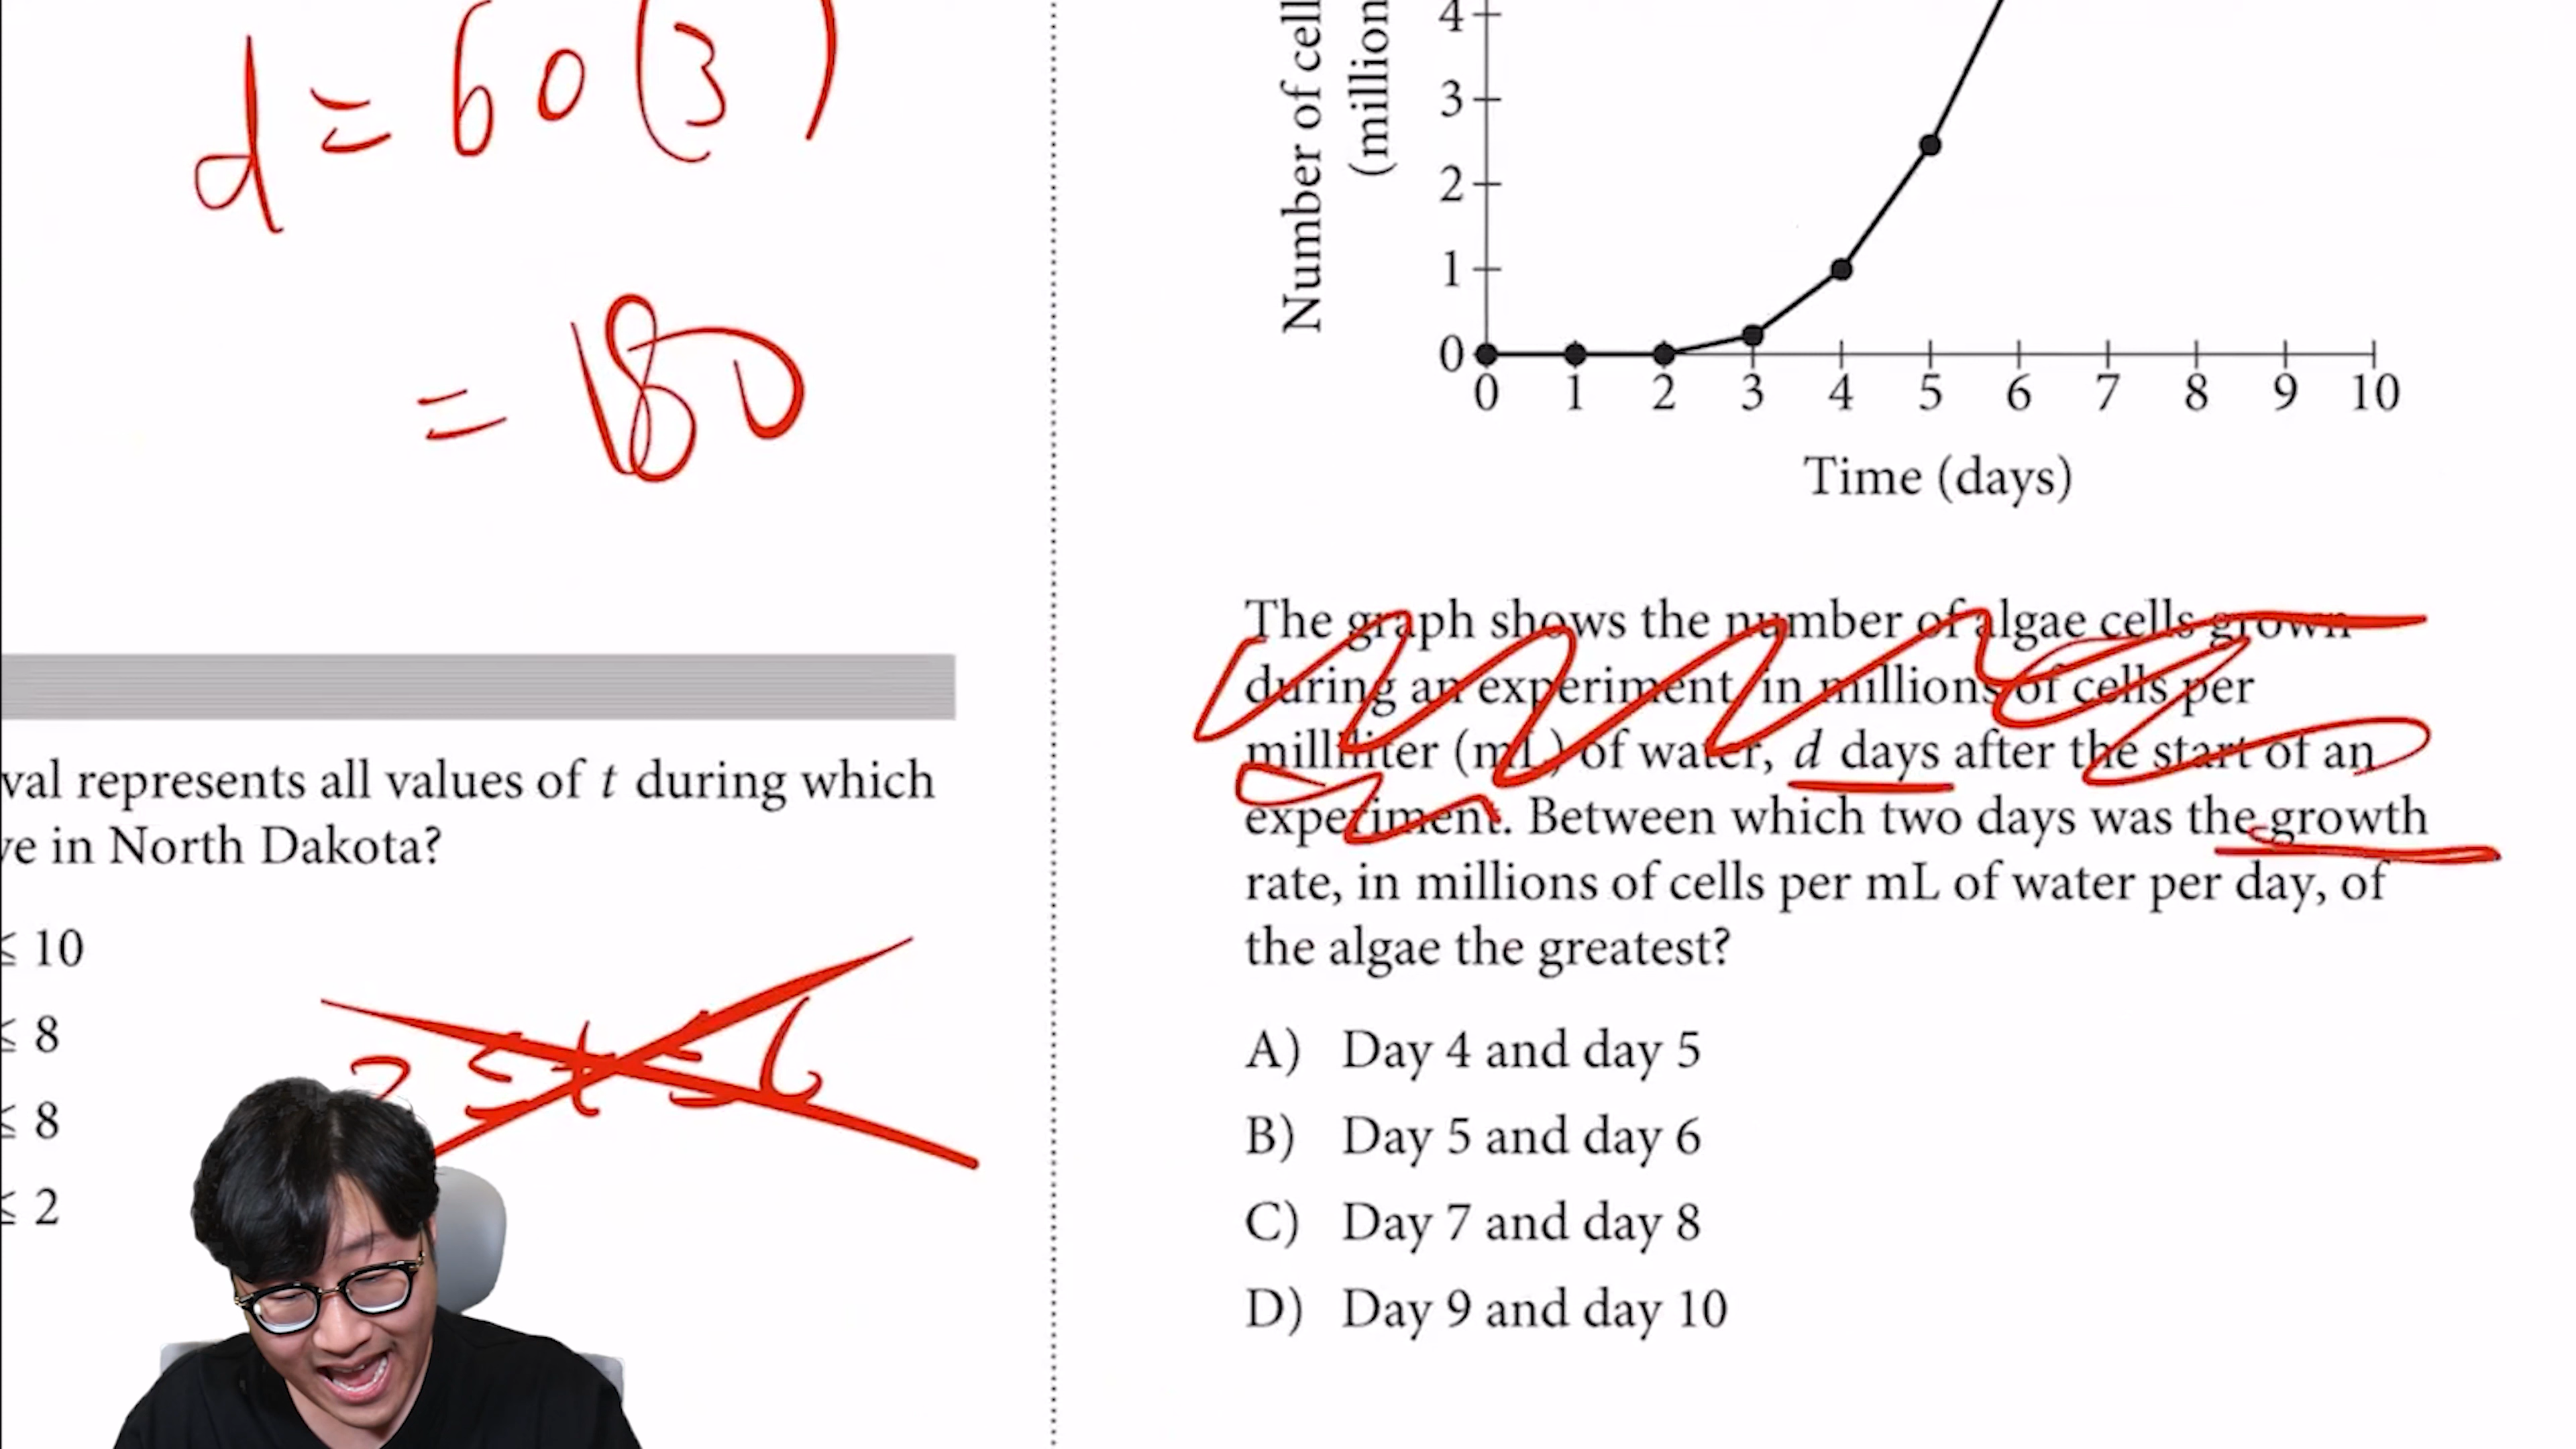 d = 60(3)
= 180
val represents all values of t during which
ve in North Dakota?
≤ 10
≤ 8
≤ 8
≤ 2
2 ≤ t ≤ 6
Number of cell
(million
4
3
2
1
0
0 1 2 3 4 5 6 7 8 9 10
Time (days)
The graph shows the number of algae cells grown
during an experiment, in millions of cells per
milliliter (mL) of water, d days after the start of an
experiment. Between which two days was the growth
rate, in millions of cells per mL of water per day, of
the algae the greatest?
A) Day 4 and day 5
B) Day 5 and day 6
C) Day 7 and day 8
D) Day 9 and day 10